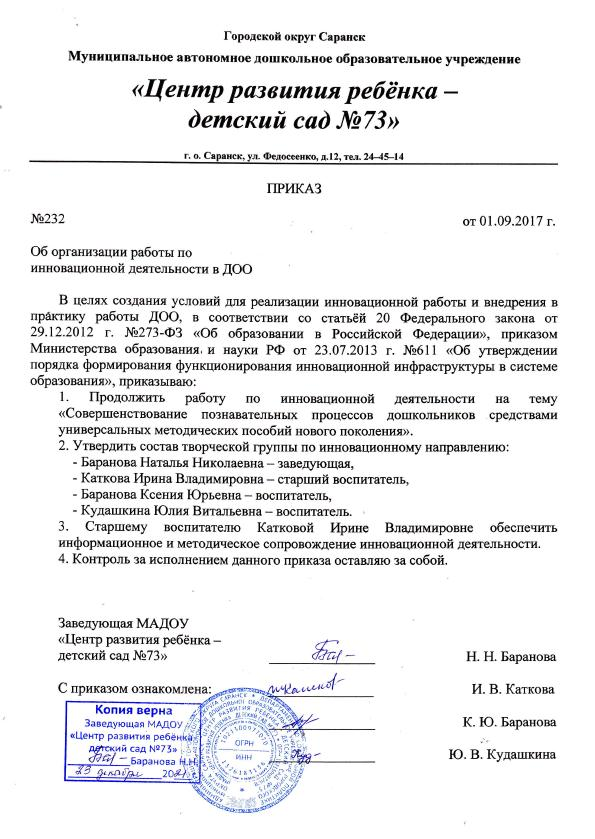 Городской округ Саранск
Муниципальное автономное дошкольное образовательное учреждение
«Центр развития ребёнка –
детский сад №73»
г. о. Саранск, ул. Федосеенко, д.12, тел. 24–45–14
ПРИКАЗ
№232 от 01.09.2017 г.
Об организации работы по
инновационной деятельности в ДОО
В целях создания условий для реализации инновационной работы и внедрения в
практику работы ДОО, в соответствии со статьёй 20 Федерального закона от
29.12.2012 г. №273-ФЗ «Об образовании в Российской Федерации», приказом
Министерства образования и науки РФ от 23.07.2013 г. №611 «Об утверждении
порядка формирования функционирования инновационной инфраструктуры в системе
образования», приказываю:
1. Продолжить работу по инновационной деятельности на тему
«Совершенствование познавательных процессов дошкольников средствами
универсальных методических пособий нового поколения».
2. Утвердить состав творческой группы по инновационному направлению:
- Баранова Наталья Николаевна – заведующая,
- Каткова Ирина Владимировна – старший воспитатель,
- Баранова Ксения Юрьевна – воспитатель,
- Кудашкина Юлия Витальевна – воспитатель.
3. Старшему воспитателю Катковой Ирине Владимировне обеспечить
информационное и методическое сопровождение инновационной деятельности.
4. Контроль за исполнением данного приказа оставляю за собой.
Заведующая МАДОУ
«Центр развития ребёнка –
детский сад №73» Н. Н. Баранова
С приказом ознакомлена: И. В. Каткова
К. Ю. Баранова
Ю. В. Кудашкина
Копия верна
Заведующая МАДОУ
«Центр развития ребёнка-
детский сад №73»
Баранова Н.Н.
23 декабря 2021
ОГРН
ИНН